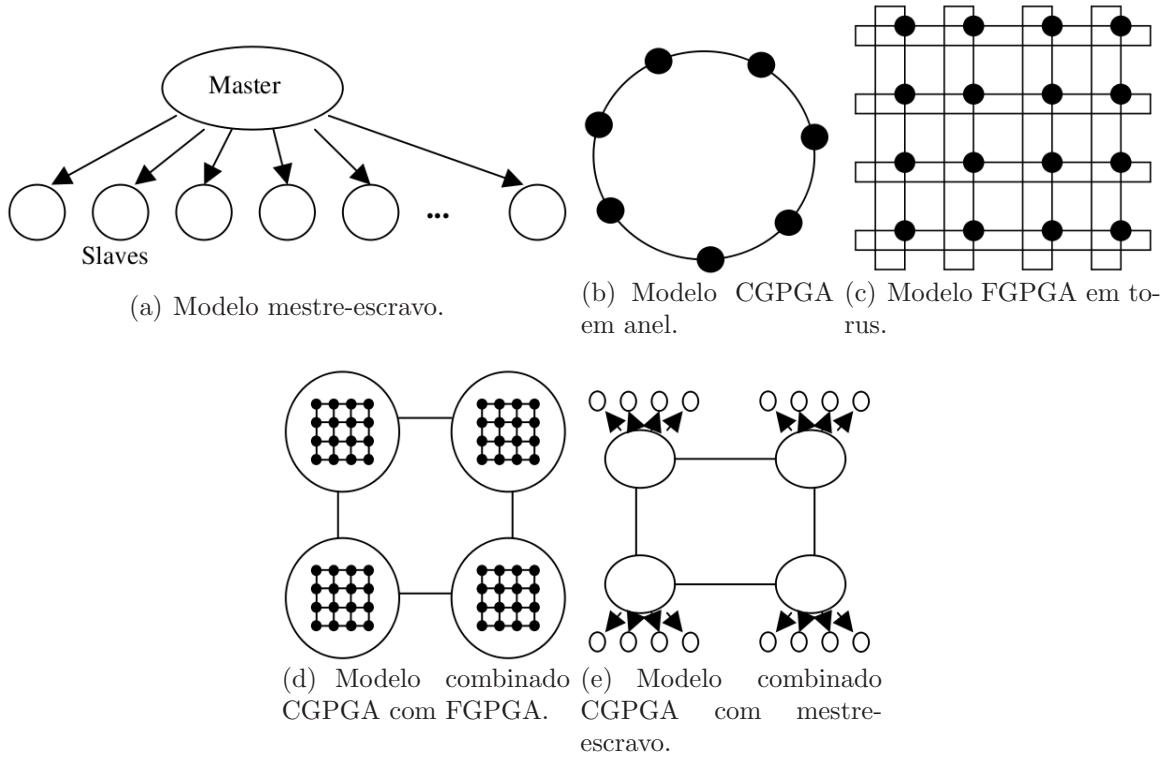 Master
...
Slaves
(a) Modelo mestre-escravo.
(b) Modelo CGPGA
em anel.
(c) Modelo FGPGA em to-
rus.
(d) Modelo combinado
CGPGA com FGPGA.
(e) Modelo combinado
CGPGA com mestre-
escravo.